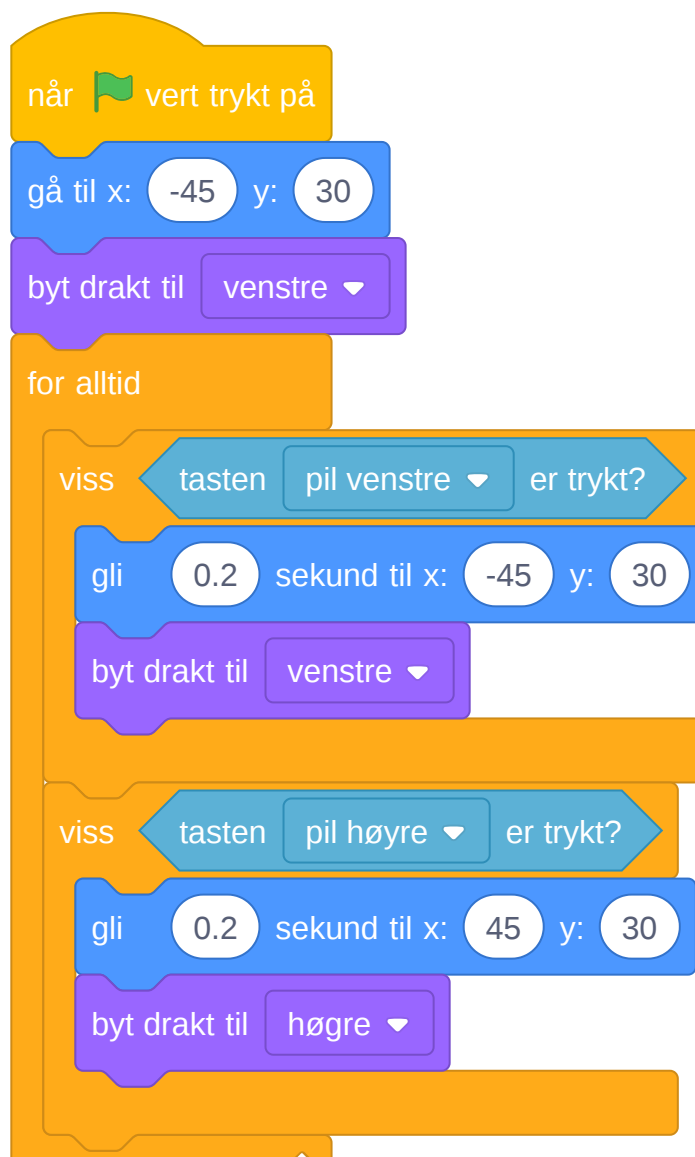 når vert trykt på
gå til x: -45 y: 30
byt drakt til venstre
for alltid
viss tasten pil venstre er trykt?
gli 0.2 sekund til x: -45 y: 30
byt drakt til venstre
viss tasten pil høyre er trykt?
gli 0.2 sekund til x: 45 y: 30
byt drakt til høgre